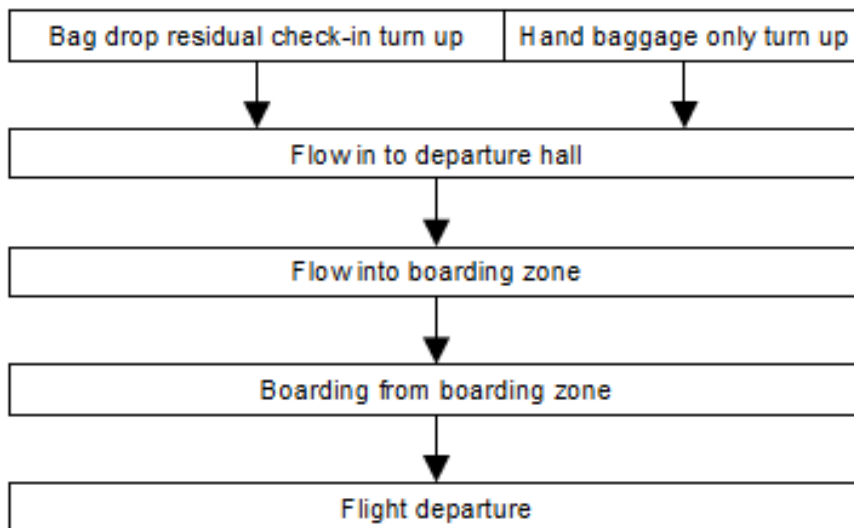 Bag drop residual check-in turn up
Hand baggage only turn up
Flow in to departure hall
Flow into boarding zone
Boarding from boarding zone
Flight departure